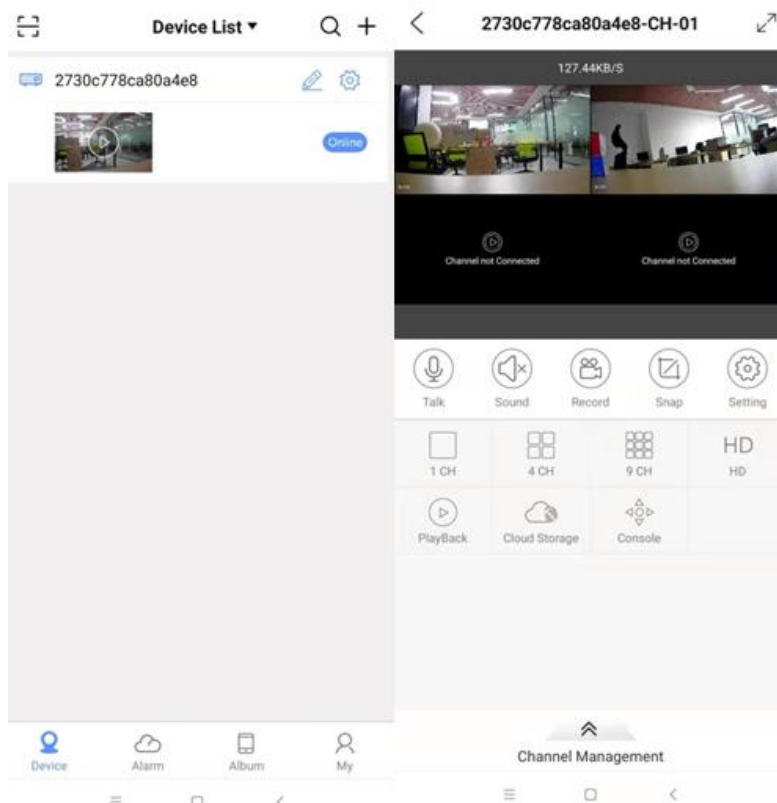 Device List
2730c778ca80a4e8
Online
Device
Alarm
Album
My
2730c778ca80a4e8-CH-01
127.44KB/S
Channel not Connected
Channel not Connected
Talk
Sound
Record
Snap
Setting
1 CH
4 CH
9 CH
HD
HD
PlayBack
Cloud Storage
Console
Channel Management